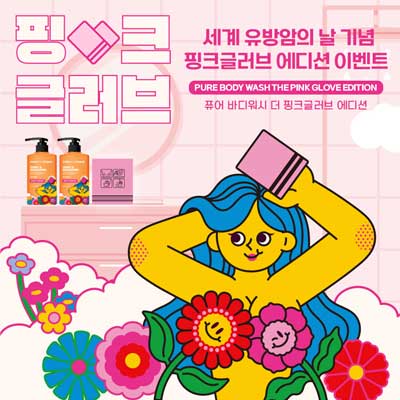 핑크
글러브
세계 유방암의 날 기념
핑크글러브 에디션 이벤트
PURE BODY WASH THE PINK GLOVE EDITION
퓨어 바디워시 더 핑크글러브 에디션